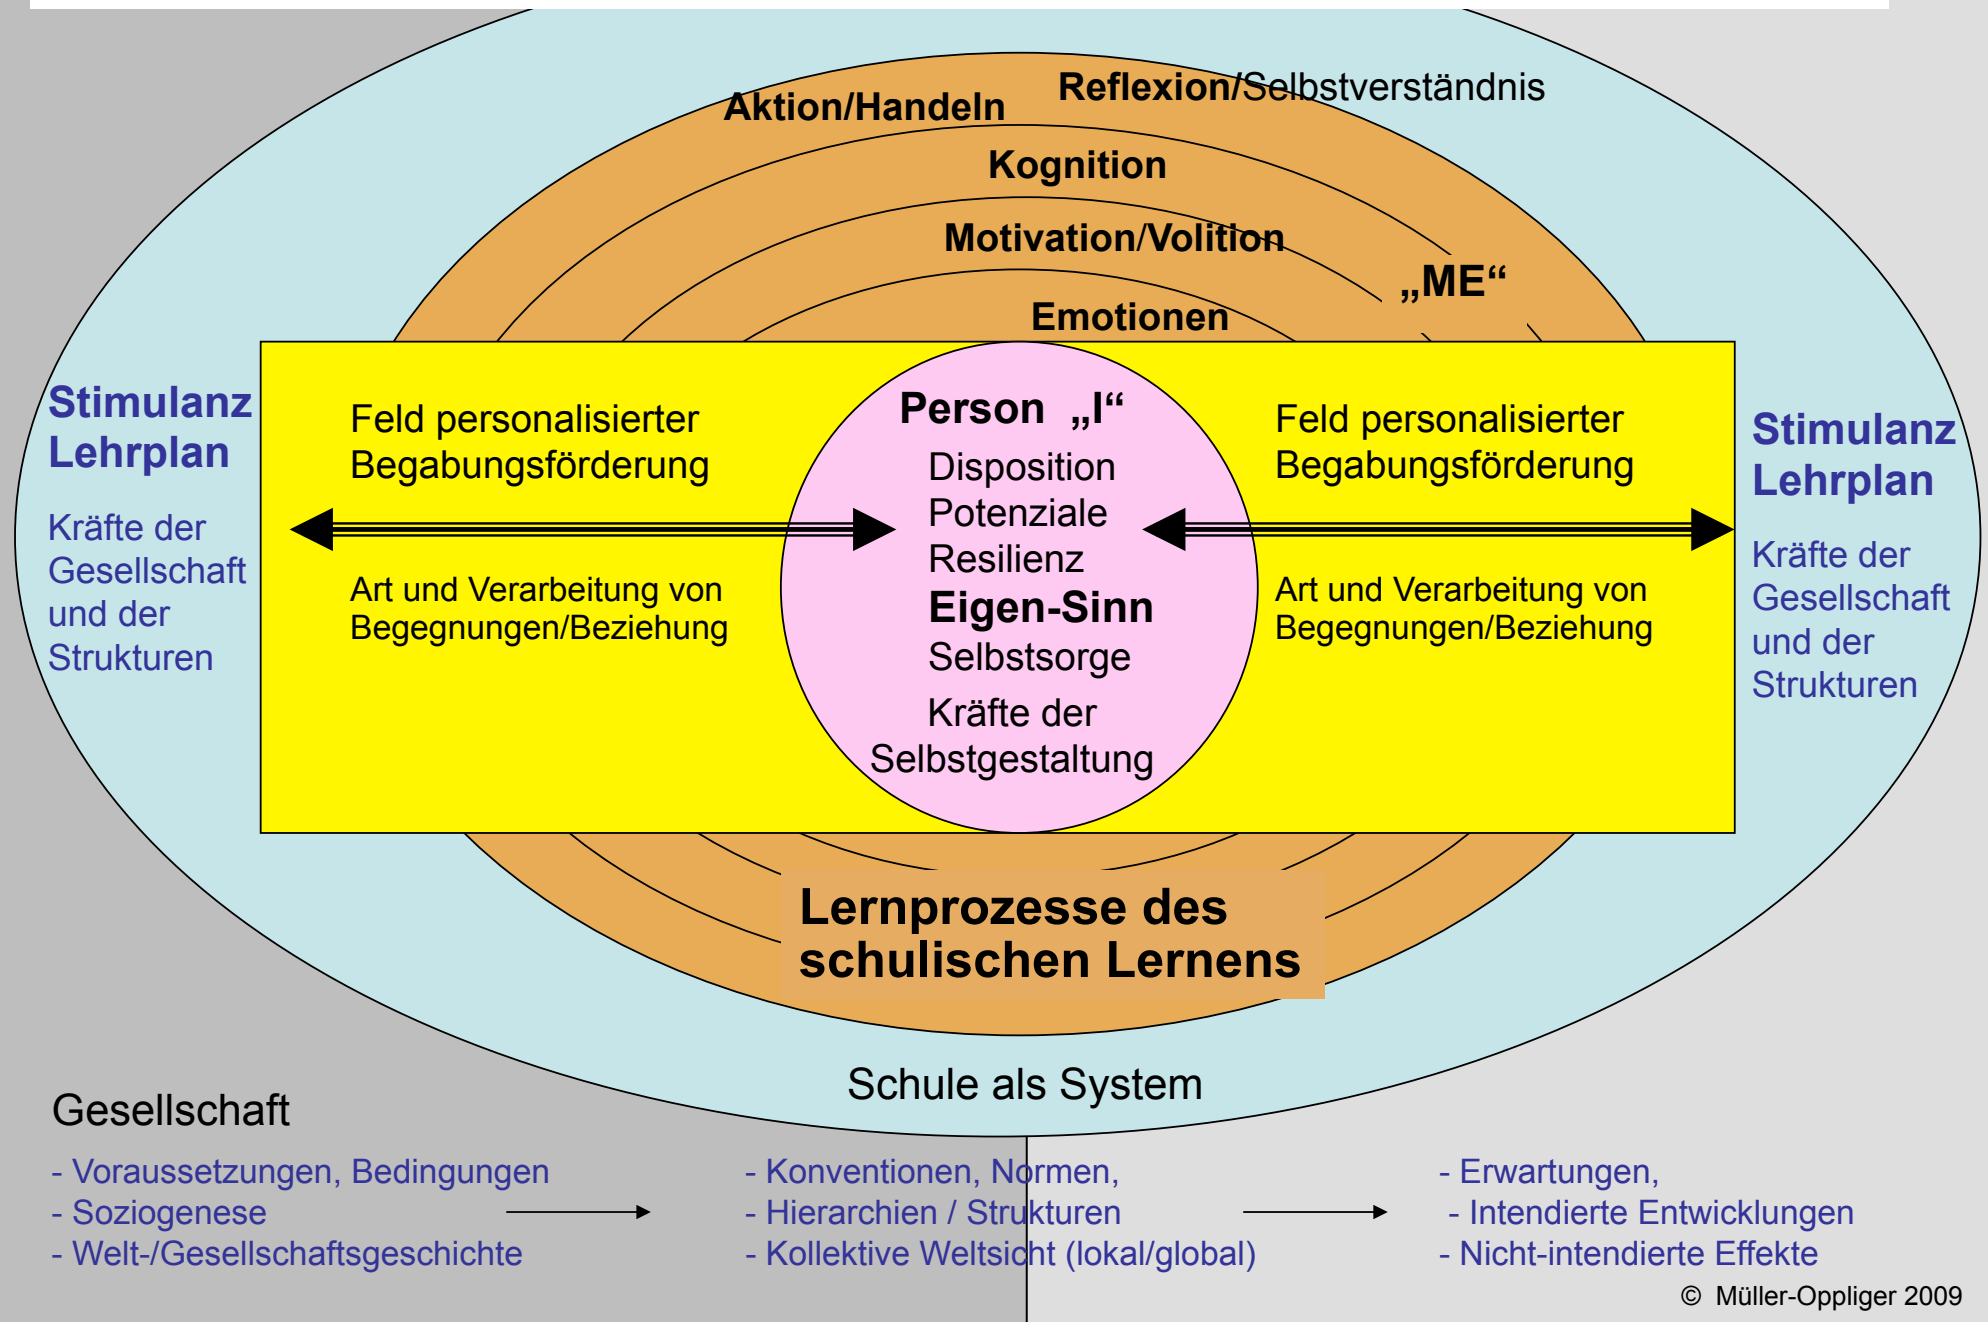 Aktion/Handeln
Reflexion/Selbstverständnis
Kognition
Motivation/Volition
„ME“
Emotionen
Stimulanz
Lehrplan
Kräfte der
Gesellschaft
und der
Strukturen
Feld personalisierter
Begabungsförderung
Art und Verarbeitung von
Begegnungen/Beziehung
Person „I“
Disposition
Potenziale
Resilienz
Eigen-Sinn
Selbstsorge
Kräfte der
Selbstgestaltung
Feld personalisierter
Begabungsförderung
Art und Verarbeitung von
Begegnungen/Beziehung
Stimulanz
Lehrplan
Kräfte der
Gesellschaft
und der
Strukturen
Lernprozesse des
schulischen Lernens
Schule als System
Gesellschaft
- Voraussetzungen, Bedingungen
- Soziogenese
- Welt-/Gesellschaftsgeschichte
- Konventionen, Normen,
- Hierarchien / Strukturen
- Kollektive Weltsicht (lokal/global)
- Erwartungen,
- Intendierte Entwicklungen
- Nicht-intendierte Effekte
© Müller-Oppliger 2009